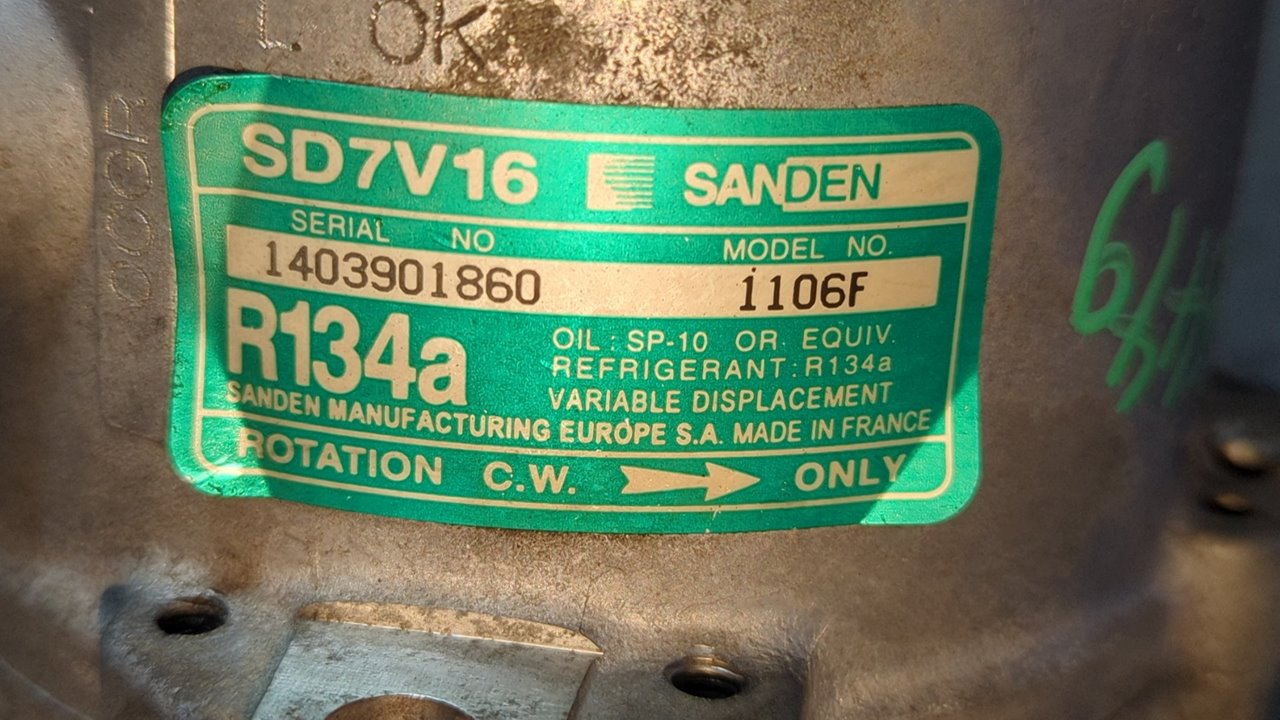 OK
SD7V16 SANDEN
SERIAL NO MODEL NO.
1403901860 1106F
R134a
OIL : SP-10 OR EQUIV.
REFRIGERANT : R134a
VARIABLE DISPLACEMENT
SANDEN MANUFACTURING EUROPE S.A. MADE IN FRANCE
ROTATION C.W. ONLY